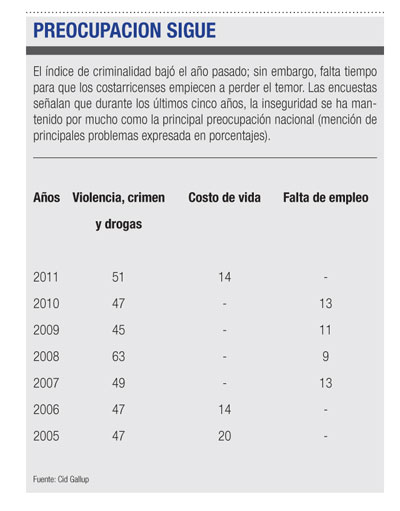 PREOCUPACION SIGUE
El índice de criminalidad bajó el año pasado; sin embargo, falta tiempo
para que los costarricenses empiecen a perder el temor. Las encuestas
señalan que durante los últimos cinco años, la inseguridad se ha man-
tenido por mucho como la principal preocupación nacional (mención de
principales problemas expresada en porcentajes).
Años Violencia, crimen Costo de vida Falta de empleo
y drogas
2011 51 14 -
2010 47 - 13
2009 45 - 11
2008 63 - 9
2007 49 - 13
2006 47 14 -
2005 47 20 -
Fuente: Cid Gallup